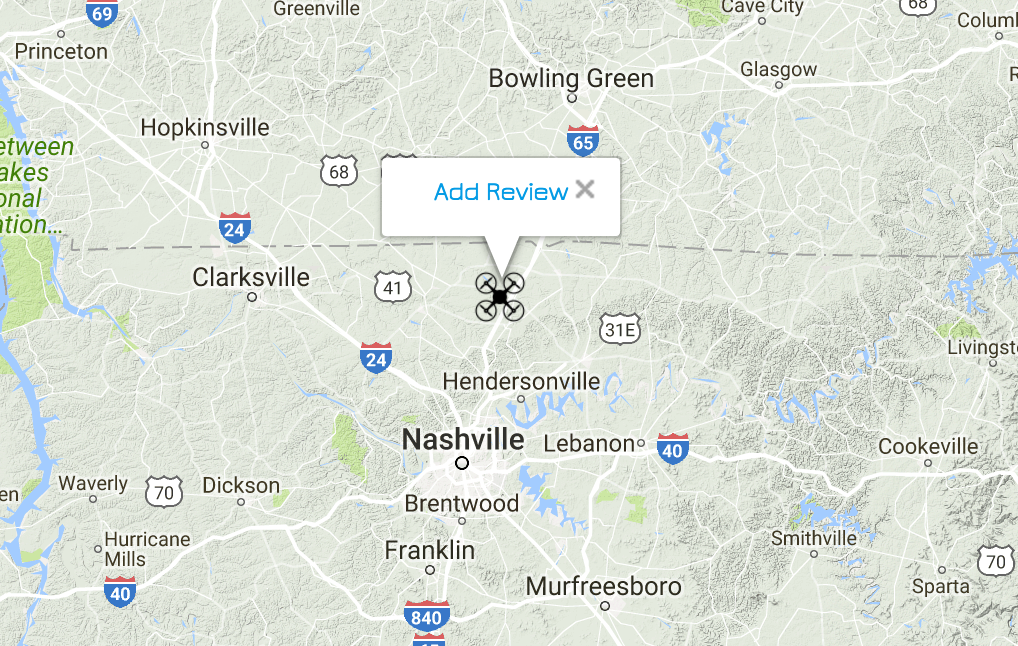 69
Greenville
Cave City
68
Columb
Princeton
Bowling Green
Glasgow
Hopkinsville
65
etween
akes
onal
ation...
68
Add Review
24
Clarksville
41
31E
24
Livingst
Hendersonville
Nashville
Lebanon
40
Cookeville
en
Waverly
70
Dickson
Brentwood
Hurricane
Mills
Franklin
Smithville
70
40
Murfreesboro
Sparta
840